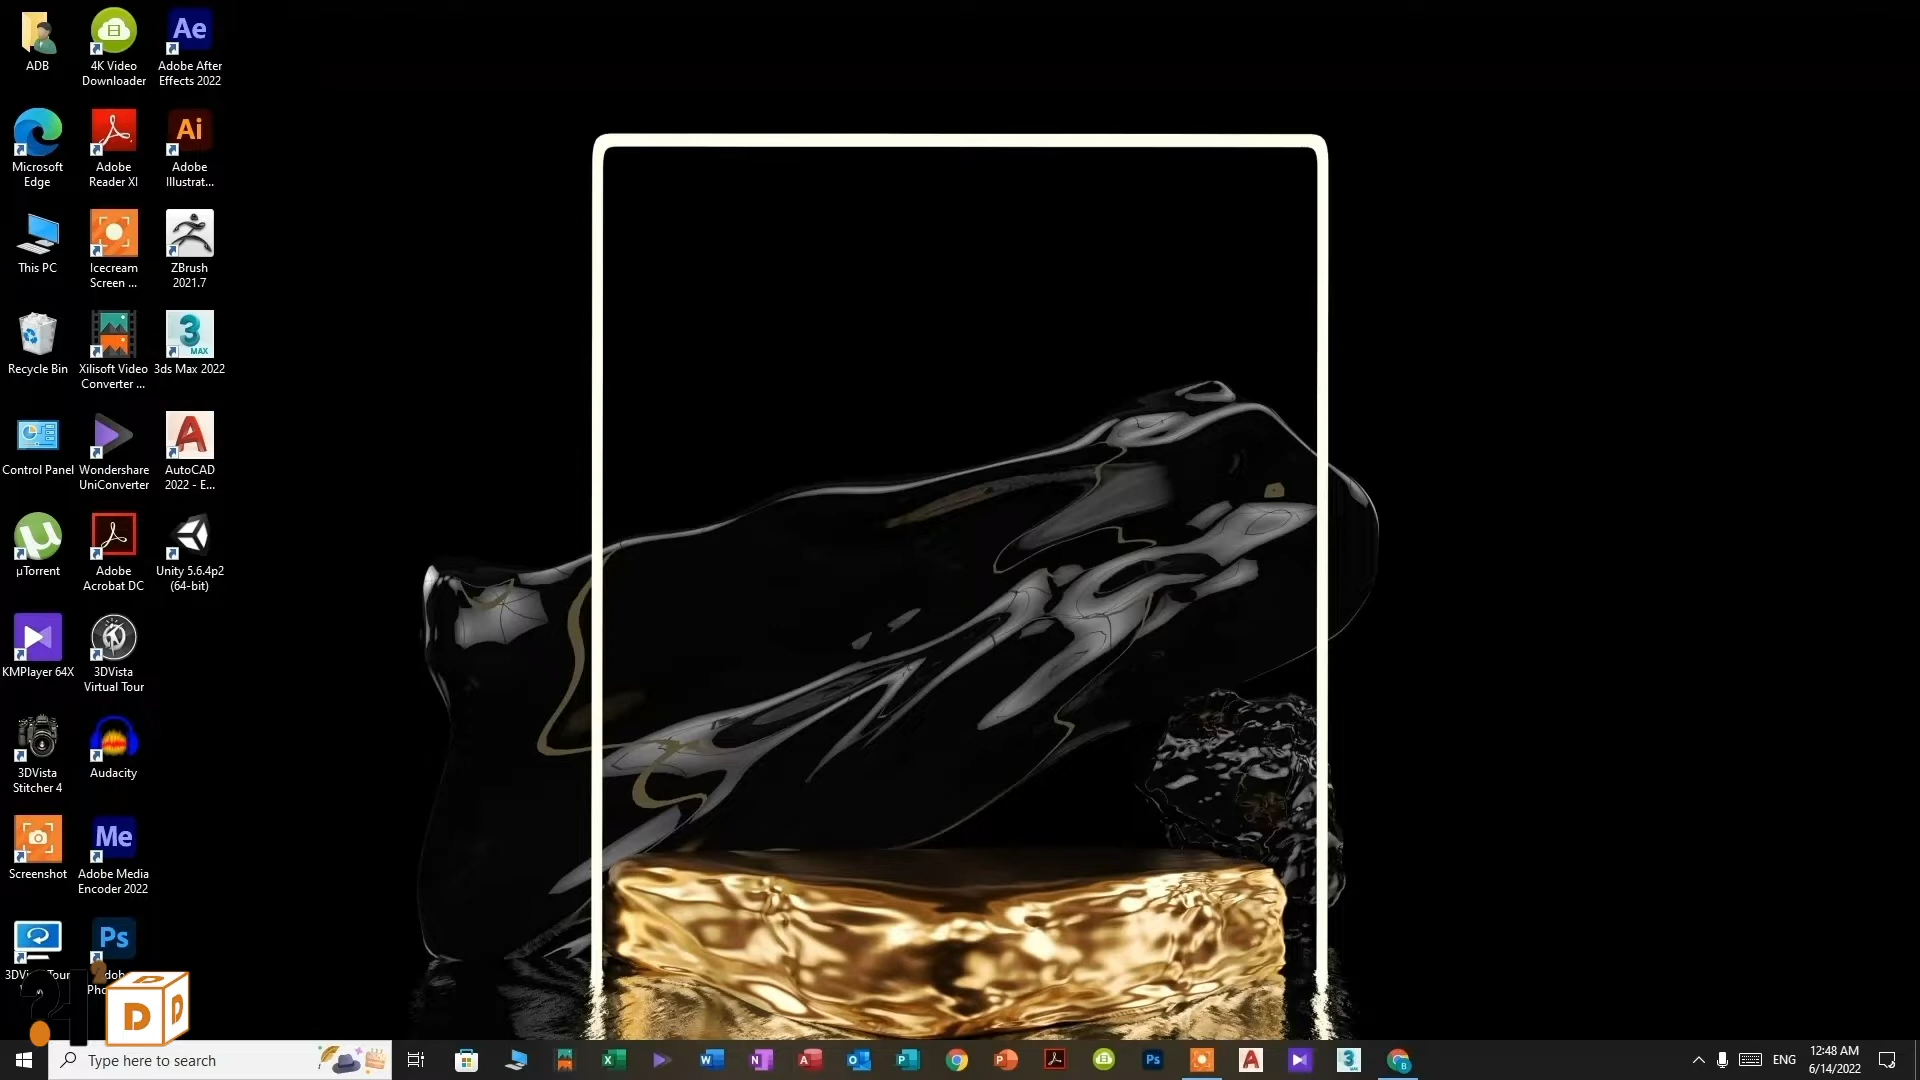 ADB
4K Video
Downloader
Ae
Adobe After
Effects 2022
Microsoft
Edge
Adobe
Reader XI
Ai
Adobe
Illustrat...
This PC
Icecream
Screen ...
ZBrush
2021.7
Recycle Bin
Xilisoft Video
Converter ...
3
MAX
3ds Max 2022
Control Panel
Wondershare
UniConverter
A
AutoCAD
2022 - E...
µ
µTorrent
Adobe
Acrobat DC
Unity 5.6.4p2
(64-bit)
KMPlayer 64X
3DVista
Virtual Tour
3DVista
Stitcher 4
Audacity
Screenshot
Me
Adobe Media
Encoder 2022
Ps
D
D
D
Type here to search
ENG
12:48 AM
6/14/2022